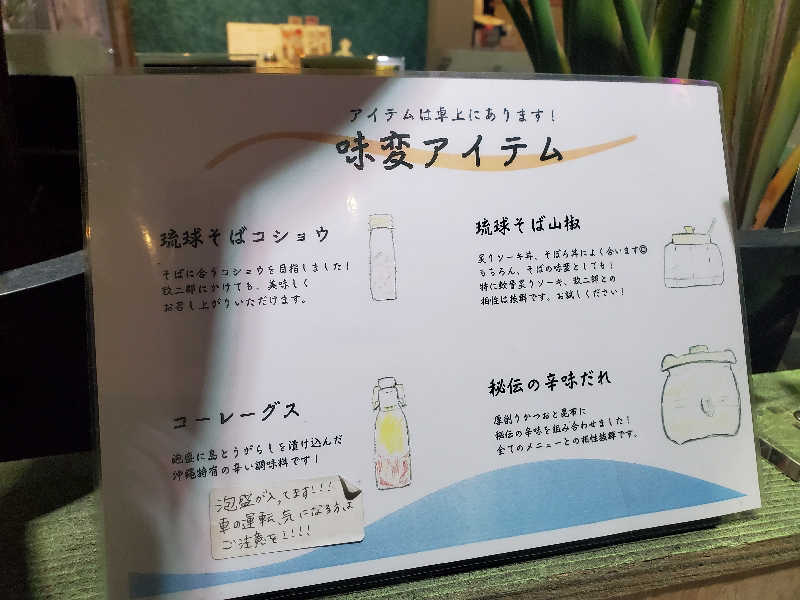 アイテムは卓上にあります!
味変アイテム
琉球そばコショウ
そばに合うコショウを目指しました!
数二郎にかけても、美味しく
お召し上がりいただけます。
琉球そば山椒
炙りソーキ丼、そぼろ丼によく合います◎
もちろん、そばの味変としても!
特に軟骨炙りソーキ、数二郎との
相性は抜群です。お試しください!
コーレーグス
泡盛に島とうがらしを漬け込んだ
沖縄特有の辛い調味料です!
泡盛が入ってます!!!
車の運転、気になる方は
ご注意を!!!!
秘伝の辛味だれ
厚削りかつおと昆布に
秘伝の辛味を組み合わせました!
全てのメニューとの相性抜群です。